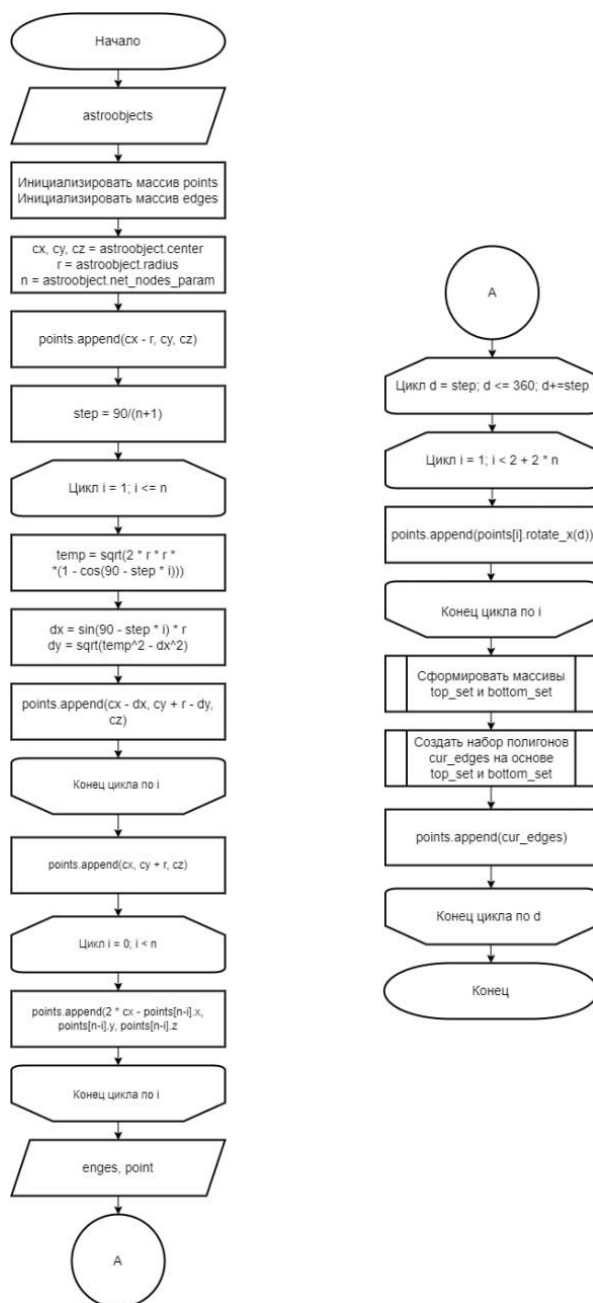 Начало
astroobjects
Инициализировать массив points
Инициализировать массив edges
cx, cy, cz = astroobject.center
r = astroobject.radius
n = astroobject.net_nodes_param
points.append(cx - r, cy, cz)
step = 90/(n+1)
Цикл i = 1; i <= n
temp = sqrt(2 * r * r *
*(1 - cos(90 - step * i)))
dx = sin(90 - step * i) * r
dy = sqrt(temp^2 - dx^2)
points.append(cx - dx, cy + r - dy,
cz)
Конец цикла по i
points.append(cx, cy + r, cz)
Цикл i = 0; i < n
points.append(2 * cx - points[n-i].x,
points[n-i].y, points[n-i].z
Конец цикла по i
enges, point
A
A
Цикл d = step; d <= 360; d+=step
Цикл i = 1; i < 2 + 2 * n
points.append(points[i].rotate_x(d))
Конец цикла по i
Сформировать массивы
top_set и bottom_set
Создать набор полигонов
cur_edges на основе
top_set и bottom_set
points.append(cur_edges)
Конец цикла по d
Конец